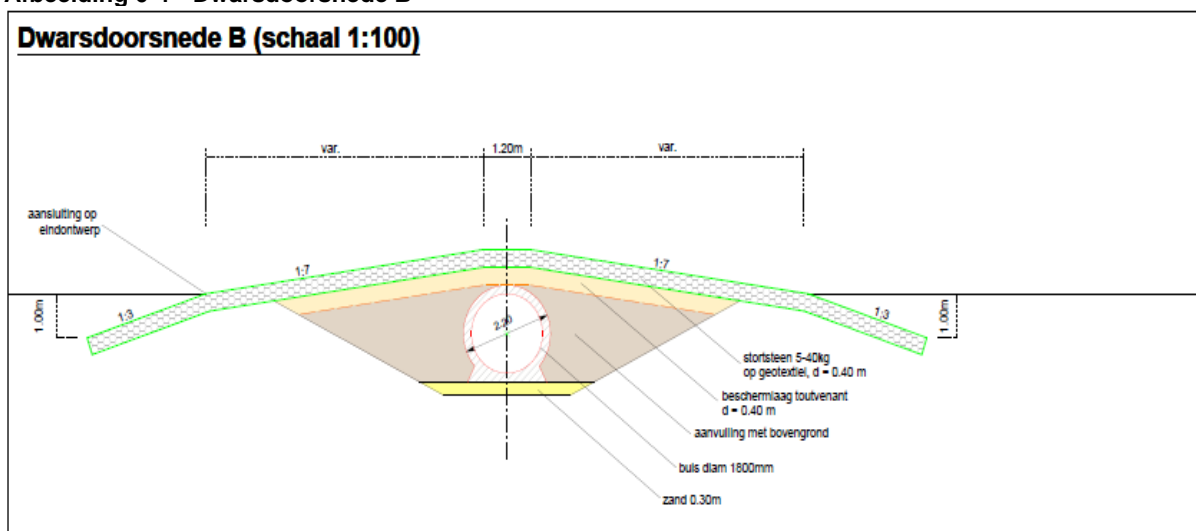 Dwarsdoorsnede B (schaal 1:100)
var.
1.20m
var.
aansluiting op
eindontwerp
1:7
1:7
1.00m
1:3
2.20
1:3
1.00m
stortsteen 5-40kg
op geotextiel, d = 0.40 m
beschermlaag toutvenant
d = 0.40 m
aanvulling met bovengrond
buis diam 1800mm
zand 0.30m